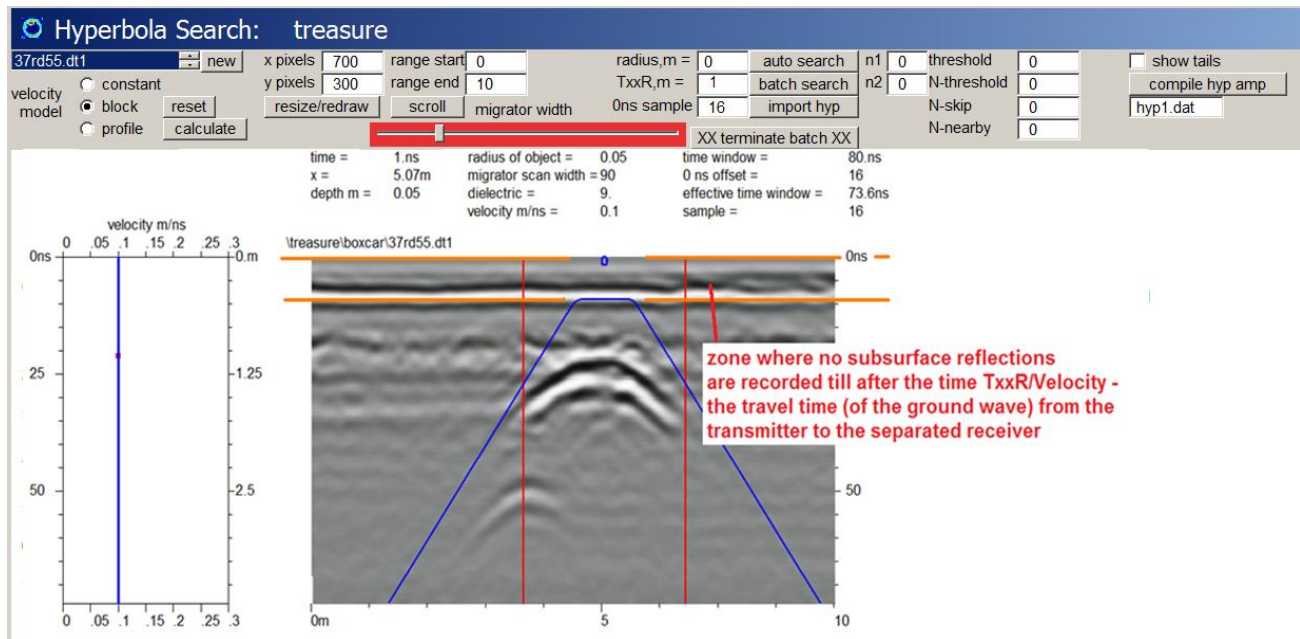 Hyperbola Search: treasure
37rd55.dt1 new x pixels 700 range start 0 radius,m = 0 auto search n1 0 threshold 0 show tails
constant y pixels 300 range end 10 TxxR,m = 1 batch search n2 0 N-threshold 0 compile hyp amp
velocity model block reset resize/redraw scroll migrator width 0ns sample 16 import hyp N-skip 0 hyp1.dat
profile calculate XX terminate batch XX N-nearby 0
time = 1.ns radius of object = 0.05 time window = 80.ns
x = 5.07m migrator scan width = 90 0 ns offset = 16
depth m = 0.05 dielectric = 9. effective time window = 73.6ns
velocity m/ns = 0.1 sample = 16
velocity m/ns
0 .05 .1 .15 .2 .25 .3 \treasure\boxcar\37rd55.dt1
0ns 0.m 0ns
25 1.25
zone where no subsurface reflections
are recorded till after the time TxxR/Velocity -
the travel time (of the ground wave) from the
transmitter to the separated receiver
50 2.5 50
0 .05 .1 .15 .2 .25 .3 0m 5 10